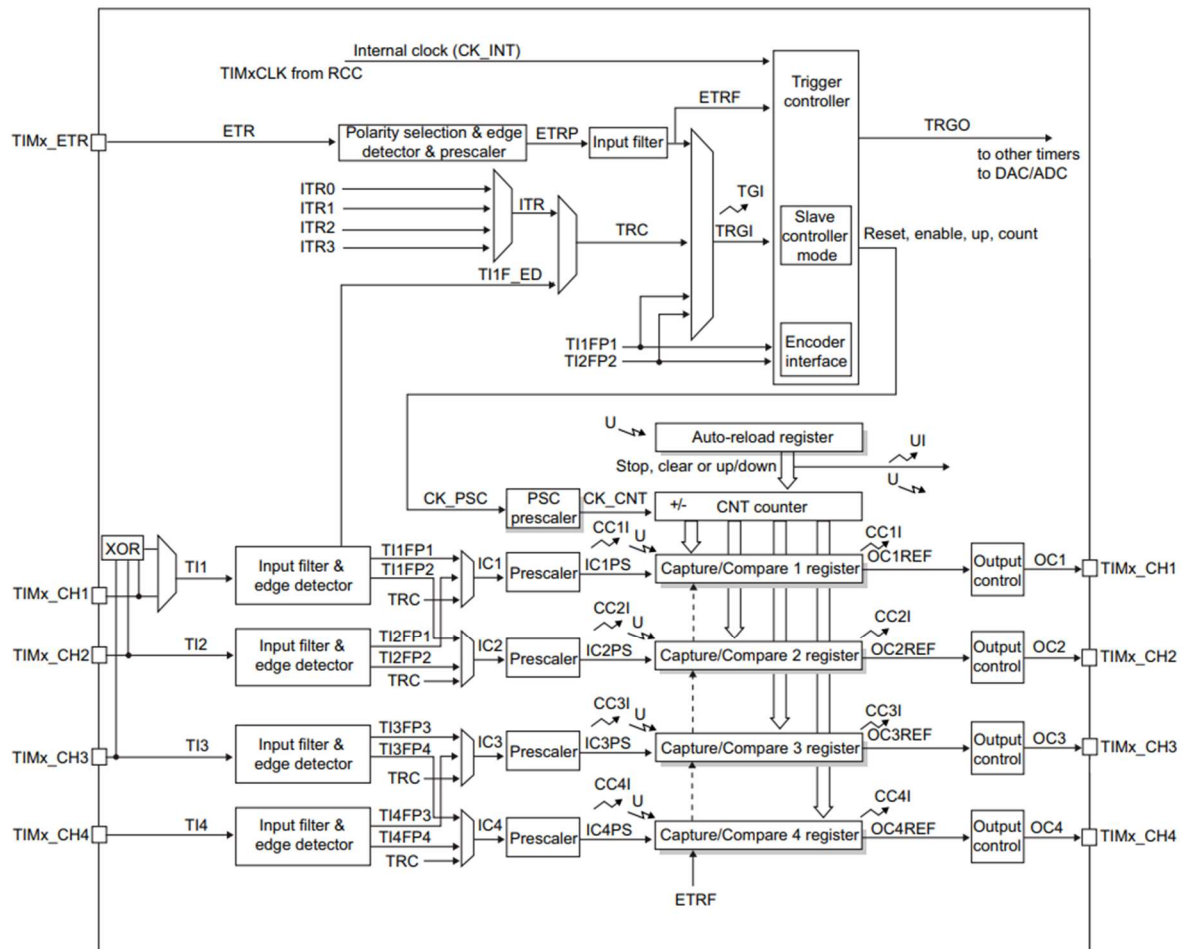 Internal clock (CK_INT)
TIMxCLK from RCC
Trigger
controller
ETRF
TIMx_ETR
ETR
Polarity selection & edge
detector & prescaler
ETRP
Input filter
TRGO
to other timers
to DAC/ADC
ITR0
ITR1
ITR2
ITR3
ITR
TRC
TI1F_ED
TGI
TRGI
Slave
controller
mode
Reset, enable, up, count
TI1FP1
TI2FP2
Encoder
interface
U
Auto-reload register
UI
Stop, clear or up/down
U
CK_PSC
PSC
prescaler
CK_CNT
+/-
CNT counter
XOR
TI1
TIMx_CH1
Input filter &
edge detector
TI1FP1
TI1FP2
TRC
IC1
Prescaler
IC1PS
CC1I
U
Capture/Compare 1 register
CC1I
OC1REF
Output
control
OC1
TIMx_CH1
TIMx_CH2
TI2
Input filter &
edge detector
TI2FP1
TI2FP2
TRC
IC2
Prescaler
IC2PS
CC2I
U
Capture/Compare 2 register
CC2I
OC2REF
Output
control
OC2
TIMx_CH2
TIMx_CH3
TI3
Input filter &
edge detector
TI3FP3
TI3FP4
TRC
IC3
Prescaler
IC3PS
CC3I
U
Capture/Compare 3 register
CC3I
OC3REF
Output
control
OC3
TIMx_CH3
TIMx_CH4
TI4
Input filter &
edge detector
TI4FP3
TI4FP4
TRC
IC4
Prescaler
IC4PS
CC4I
U
Capture/Compare 4 register
CC4I
OC4REF
Output
control
OC4
TIMx_CH4
ETRF